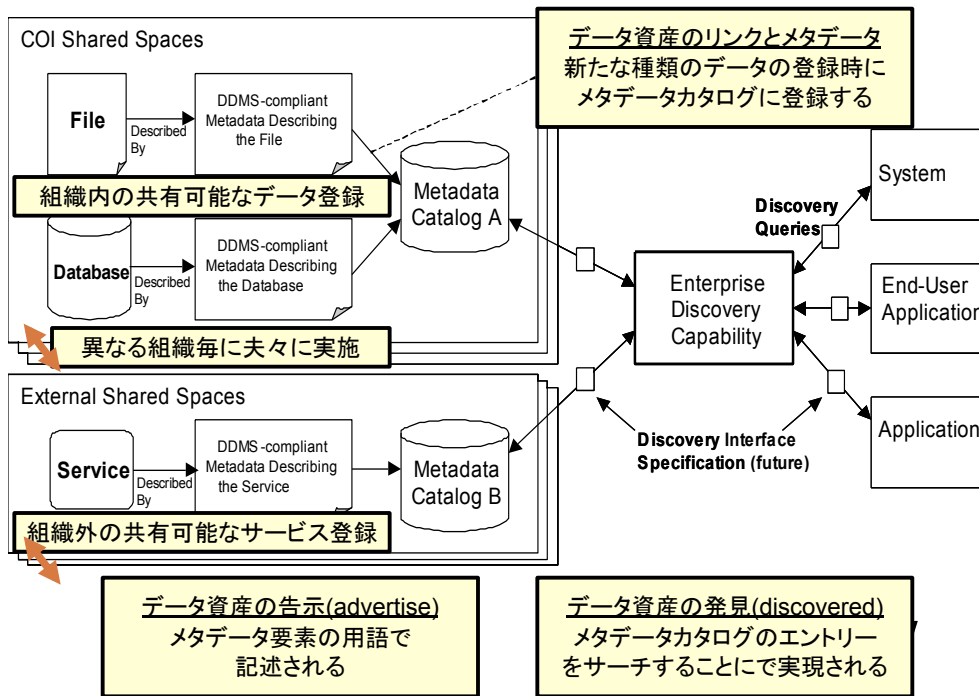 COI Shared Spaces
データ資産のリンクとメタデータ
新たな種類のデータの登録時に
メタデータカタログに登録する
File
Described
By
DDMS-compliant
Metadata Describing
the File
組織内の共有可能なデータ登録
Metadata
Catalog A
Database
Described
By
DDMS-compliant
Metadata Describing
the Database
異なる組織毎に夫々に実施
System
Discovery
Queries
Enterprise
Discovery
Capability
End-User
Application
External Shared Spaces
Service
Described
By
DDMS-compliant
Metadata Describing
the Service
Metadata
Catalog B
組織外の共有可能なサービス登録
Discovery Interface
Specification (future)
Application
データ資産の告示(advertise)
メタデータ要素の用語で
記述される
データ資産の発見(discovered)
メタデータカタログのエントリー
をサーチすることにで実現される